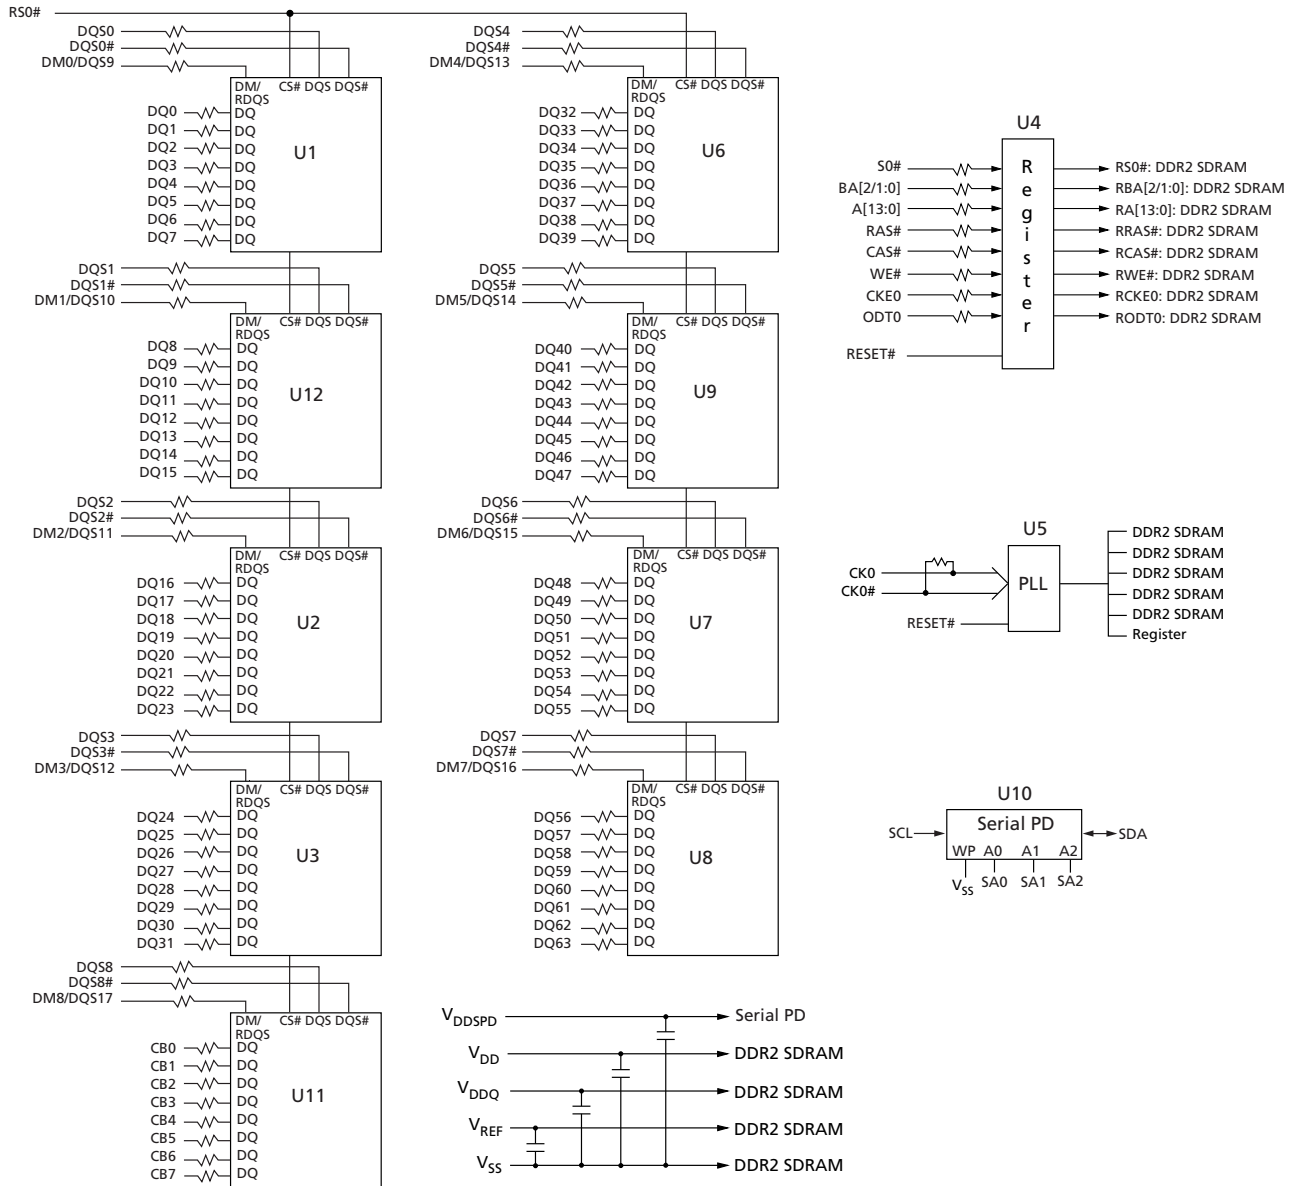 RS0#
DQS0
DQS0#
DM0/DQS9
DM/
RDQS
CS# DQS DQS#
DQ0
DQ
DQ1
DQ
DQ2
DQ
DQ3
DQ
DQ4
DQ
DQ5
DQ
DQ6
DQ
DQ7
DQ
U1
DQS1
DQS1#
DM1/DQS10
DM/
RDQS
CS# DQS DQS#
DQ8
DQ
DQ9
DQ
DQ10
DQ
DQ11
DQ
DQ12
DQ
DQ13
DQ
DQ14
DQ
DQ15
DQ
U12
DQS2
DQS2#
DM2/DQS11
DM/
RDQS
CS# DQS DQS#
DQ16
DQ
DQ17
DQ
DQ18
DQ
DQ19
DQ
DQ20
DQ
DQ21
DQ
DQ22
DQ
DQ23
DQ
U2
DQS3
DQS3#
DM3/DQS12
DM/
RDQS
CS# DQS DQS#
DQ24
DQ
DQ25
DQ
DQ26
DQ
DQ27
DQ
DQ28
DQ
DQ29
DQ
DQ30
DQ
DQ31
DQ
U3
DQS8
DQS8#
DM8/DQS17
DM/
RDQS
CS# DQS DQS#
CB0
DQ
CB1
DQ
CB2
DQ
CB3
DQ
CB4
DQ
CB5
DQ
CB6
DQ
CB7
DQ
U11
DQS4
DQS4#
DM4/DQS13
DM/
RDQS
CS# DQS DQS#
DQ32
DQ
DQ33
DQ
DQ34
DQ
DQ35
DQ
DQ36
DQ
DQ37
DQ
DQ38
DQ
DQ39
DQ
U6
DQS5
DQS5#
DM5/DQS14
DM/
RDQS
CS# DQS DQS#
DQ40
DQ
DQ41
DQ
DQ42
DQ
DQ43
DQ
DQ44
DQ
DQ45
DQ
DQ46
DQ
DQ47
DQ
U9
DQS6
DQS6#
DM6/DQS15
DM/
RDQS
CS# DQS DQS#
DQ48
DQ
DQ49
DQ
DQ50
DQ
DQ51
DQ
DQ52
DQ
DQ53
DQ
DQ54
DQ
DQ55
DQ
U7
DQS7
DQS7#
DM7/DQS16
DM/
RDQS
CS# DQS DQS#
DQ56
DQ
DQ57
DQ
DQ58
DQ
DQ59
DQ
DQ60
DQ
DQ61
DQ
DQ62
DQ
DQ63
DQ
U8
VDDSPD
Serial PD
VDD
DDR2 SDRAM
VDDQ
DDR2 SDRAM
VREF
DDR2 SDRAM
VSS
DDR2 SDRAM
U4
Register
S0#
RS0#: DDR2 SDRAM
BA[2/1:0]
RBA[2/1:0]: DDR2 SDRAM
A[13:0]
RA[13:0]: DDR2 SDRAM
RAS#
RRAS#: DDR2 SDRAM
CAS#
RCAS#: DDR2 SDRAM
WE#
RWE#: DDR2 SDRAM
CKE0
RCKE0: DDR2 SDRAM
ODT0
RODT0: DDR2 SDRAM
RESET#
U5
PLL
CK0
CK0#
RESET#
DDR2 SDRAM
DDR2 SDRAM
DDR2 SDRAM
DDR2 SDRAM
DDR2 SDRAM
Register
U10
Serial PD
SCL
SDA
WP A0 A1 A2
VSS SA0 SA1 SA2